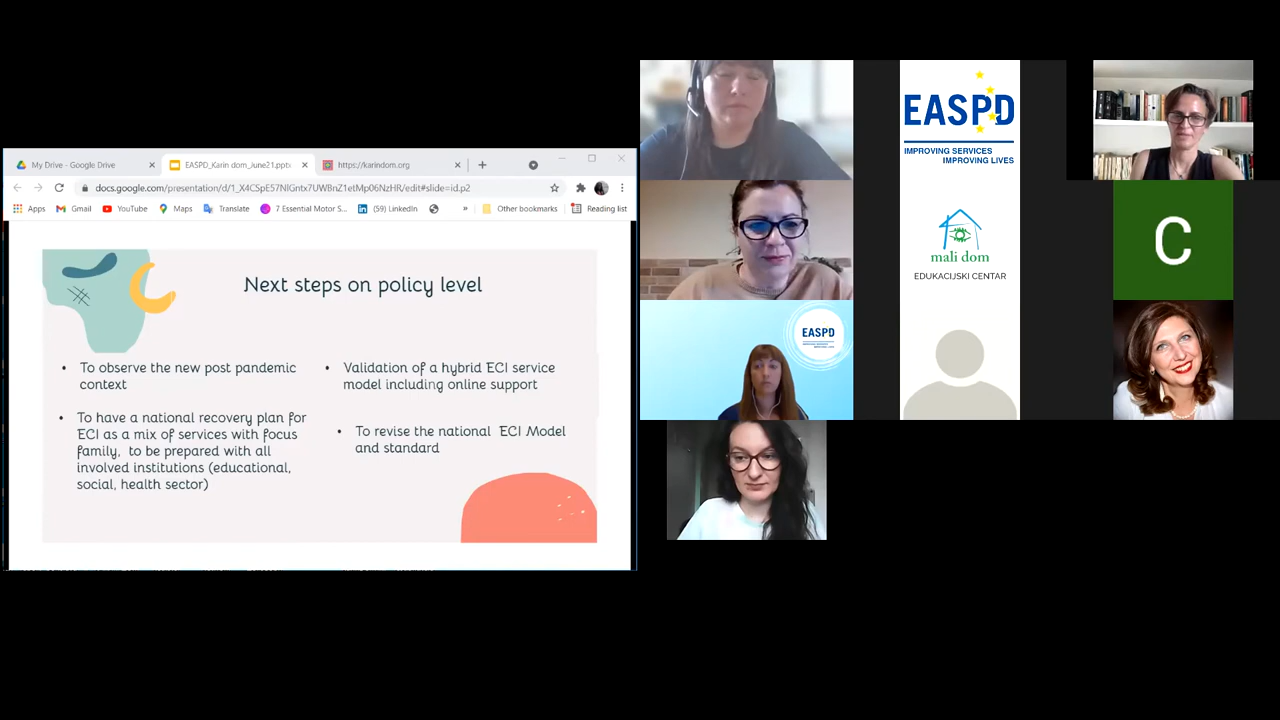 My Drive - Google Drive
EASPD_Karin dom_June21.pptx
https://karindom.org
docs.google.com/presentation/d/1_X4CSpE57NlGntx7UWBnZ1etMp06NzHR/edit#slide=id.p2
Apps
Gmail
YouTube
Maps
Translate
7 Essential Motor S...
(59) LinkedIn
»
Other bookmarks
Reading list
Next steps on policy level
• To observe the new post pandemic
context
• To have a national recovery plan for
ECI as a mix of services with focus
family, to be prepared with all
involved institutions (educational,
social, health sector)
• Validation of a hybrid ECI service
model including online support
• To revise the national ECI Model
and standard
EASPD
IMPROVING SERVICES
IMPROVING LIVES
mali dom
EDUKACIJSKI CENTAR
C
EASPD